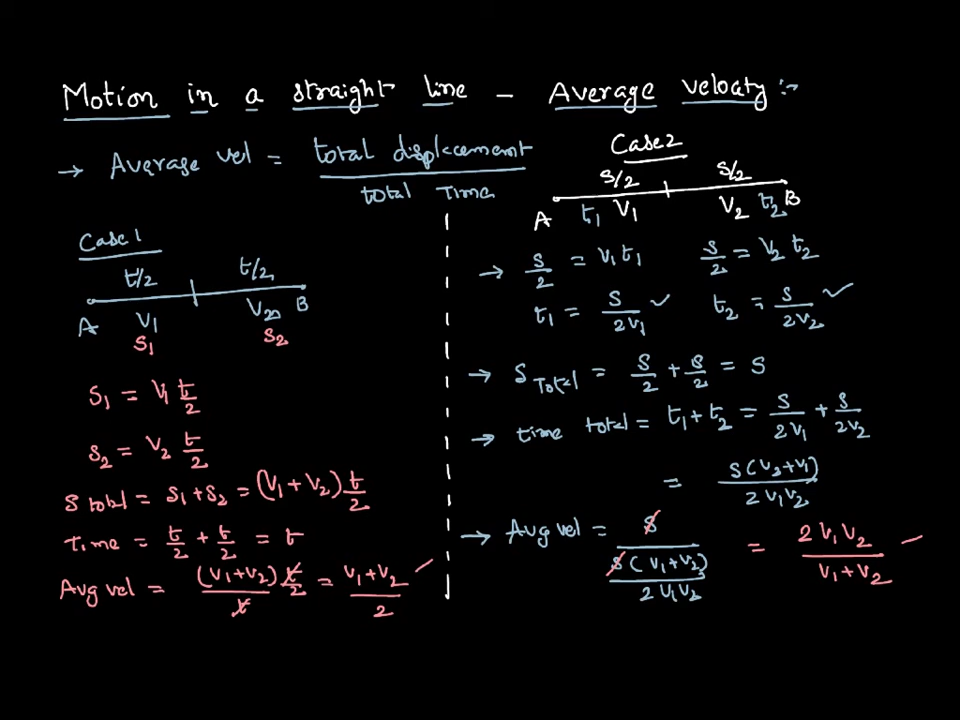 Motion in a straight line - Average velocity :-
→ Average vel = total displacement / total Time
Case 1
t/2 t/2
A V₁ V₂ B
S₁ S₂
S₁ = V₁ t/2
S₂ = V₂ t/2
S total = S₁+S₂ = (V₁+V₂) t/2
Time = t/2 + t/2 = t
Avg vel = (V₁+V₂) t/2 / t = V₁+V₂ / 2
Case 2
S/2 S/2
A t₁ V₁ V₂ t₂ B
→ S/2 = V₁ t₁ S/2 = V₂ t₂
t₁ = S/2V₁ ✓ t₂ = S/2V₂ ✓
→ S Total = S/2 + S/2 = S
→ time total = t₁+t₂ = S/2V₁ + S/2V₂
= S(V₂+V₁) / 2V₁V₂
→ Avg vel = S / S(V₁+V₂) / 2V₁V₂ = 2V₁V₂ / V₁+V₂